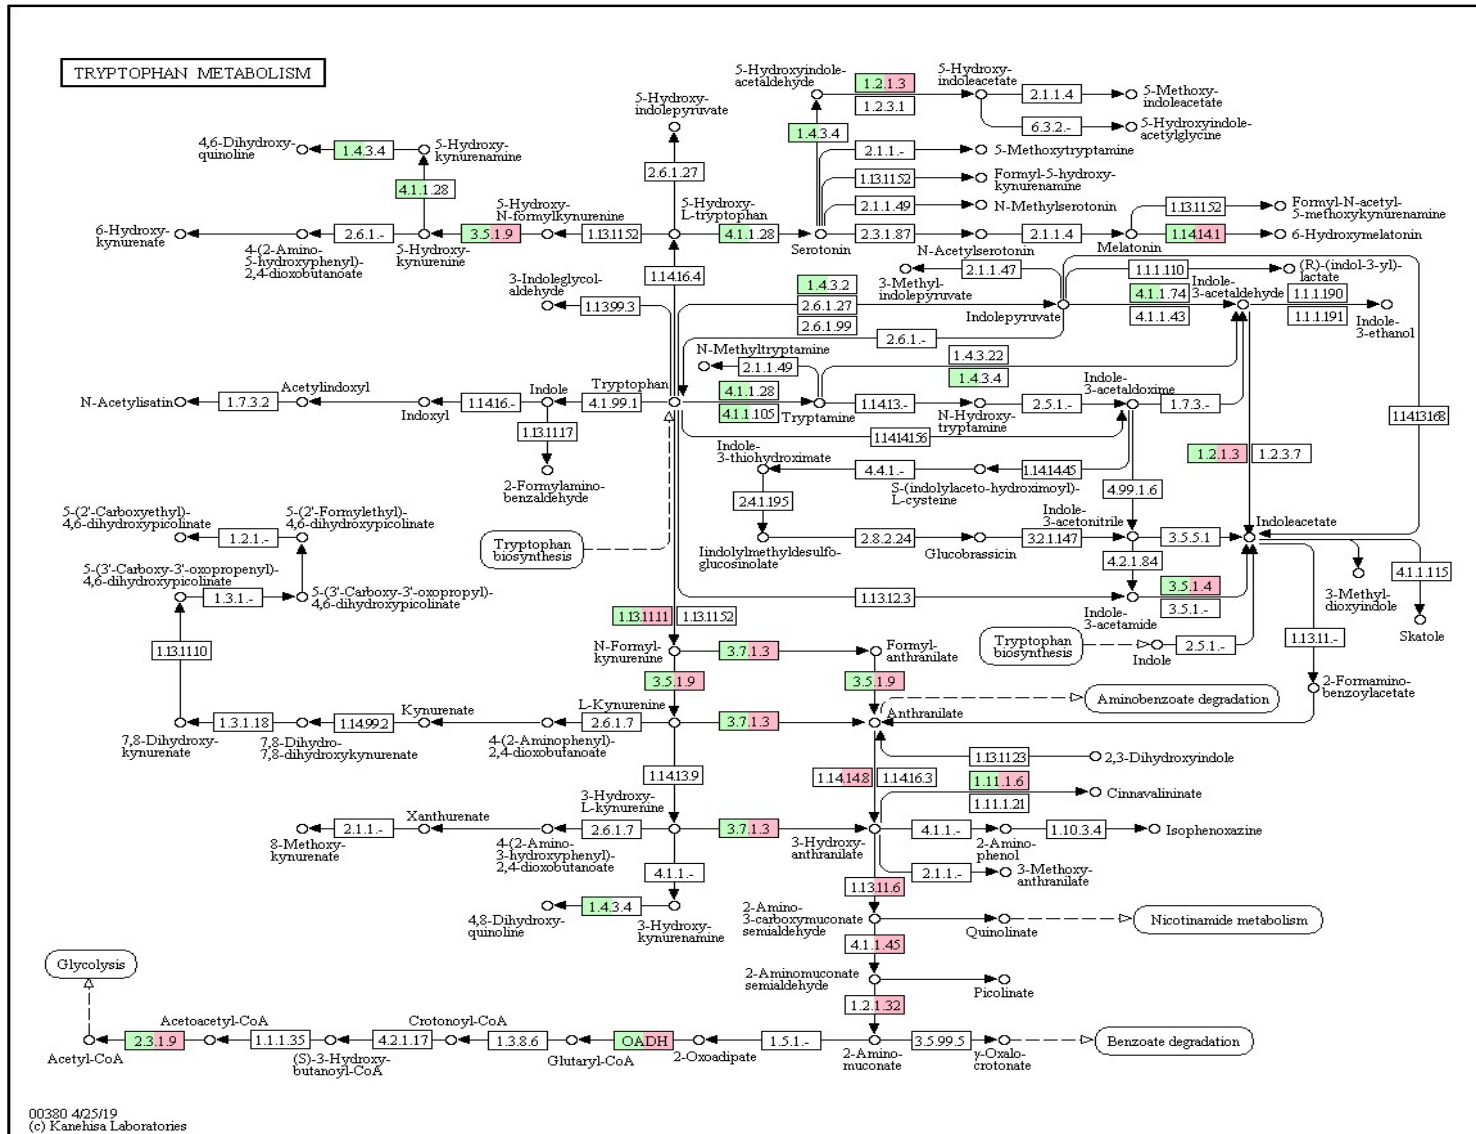 TRYPTOPHAN METABOLISM
5-Hydroxyindole-
acetaldehyde
1.2.1.3
1.2.3.1
5-Hydroxy-
indoleacetate
2.1.1.4
5-Methoxy-
indoleacetate
6.3.2.-
5-Hydroxyindole-
acetylglycine
5-Hydroxy-
indolepyruvate
1.4.3.4
4,6-Dihydroxy-
quinoline
1.4.3.4
5-Hydroxy-
kynurenamine
2.1.1.-
5-Methoxytryptamine
2.6.1.27
1.13.11.52
Formyl-5-hydroxy-
kynurenamine
4.1.1.28
5-Hydroxy-
N-formylkynurenine
5-Hydroxy-
L-tryptophan
2.1.1.49
N-Methylserotonin
1.13.11.52
Formyl-N-acetyl-
5-methoxykynurenamine
6-Hydroxy-
kynurenate
2.6.1.-
3.5.1.9
1.13.11.52
4.1.1.28
2.3.1.87
2.1.1.4
1.14.14.1
6-Hydroxymelatonin
4-(2-Amino-
5-hydroxyphenyl)-
2,4-dioxobutanoate
5-Hydroxy-
kynurenine
Serotonin
N-Acetylserotonin
Melatonin
3-Indoleglycol-
aldehyde
1.14.16.4
2.1.1.47
3-Methyl-
indolepyruvate
1.1.1.110
(R)-(indol-3-yl)-
lactate
1.13.99.3
1.4.3.2
2.6.1.27
2.6.1.99
Indolepyruvate
4.1.1.74
4.1.1.43
Indole-
3-acetaldehyde
1.1.1.190
1.1.1.191
Indole-
3-ethanol
2.6.1.-
N-Methyltryptamine
2.1.1.49
1.4.3.22
1.4.3.4
Indole-
3-acetaldoxime
N-Acetylisatin
1.7.3.2
Acetylindoxyl
Indoxyl
1.14.16.-
Indole
4.1.99.1
Tryptophan
4.1.1.28
4.1.1.105
Tryptamine
1.14.13.-
N-Hydroxy-
tryptamine
2.5.1.-
1.7.3.-
1.14.13.168
1.13.11.17
1.14.14.156
2-Formylamino-
benzaldehyde
Indole-
3-thiohydroximate
4.4.1.-
1.14.14.45
S-(indolylaceto-hydroximoyl)-
L-cysteine
1.2.1.3
1.2.3.7
2.4.1.195
4.99.1.6
5-(2'-Carboxyethyl)-
4,6-dihydroxypicolinate
5-(2'-Formylethyl)-
4,6-dihydroxypicolinate
1.2.1.-
Tryptophan
biosynthesis
Indole-
3-acetonitrile
Indoleacetate
Iindolylmethyldesulfo-
glucosinolate
2.8.2.24
Glucobrassicin
3.2.1.147
3.5.5.1
4.2.1.84
4.1.1.115
5-(3'-Carboxy-3'-oxopropenyl)-
4,6-dihydroxypicolinate
1.3.1.-
5-(3'-Carboxy-3'-oxopropyl)-
4,6-dihydroxypicolinate
1.13.12.3
3.5.1.4
3.5.1.-
Indole-
3-acetamide
3-Methyl-
dioxyindole
Skatole
1.13.11.11
1.13.11.52
Tryptophan
biosynthesis
Indole
2.5.1.-
1.13.11.-
1.13.11.10
N-Formyl-
kynurenine
3.7.1.3
Formyl-
anthranilate
3.5.1.9
3.5.1.9
2-Formamino-
benzoylacetate
Aminobenzoate degradation
7,8-Dihydroxy-
kynurenate
1.3.1.18
7,8-Dihydro-
7,8-dihydroxykynurenate
1.14.99.2
Kynurenate
4-(2-Aminophenyl)-
2,4-dioxobutanoate
2.6.1.7
L-Kynurenine
3.7.1.3
Anthranilate
1.13.11.23
2,3-Dihydroxyindole
1.14.13.9
1.14.14.8
1.14.16.3
1.11.1.6
1.11.1.21
Cinnavalininate
3-Hydroxy-
L-kynurenine
8-Methoxy-
kynurenate
2.1.1.-
Xanthurenate
4-(2-Amino-
3-hydroxyphenyl)-
2,4-dioxobutanoate
2.6.1.7
3.7.1.3
3-Hydroxy-
anthranilate
4.1.1.-
2-Amino-
phenol
1.10.3.4
Isophenoxazine
4.1.1.-
2.1.1.-
3-Methoxy-
anthranilate
1.13.11.6
4,8-Dihydroxy-
quinoline
1.4.3.4
3-Hydroxy-
kynurenamine
2-Amino-
3-carboxymuconate
semialdehyde
Quinolinate
Nicotinamide metabolism
4.1.1.45
Glycolysis
2-Aminomuconate
semialdehyde
Picolinate
1.2.1.32
Acetyl-CoA
2.3.1.9
Acetoacetyl-CoA
1.1.1.35
(S)-3-Hydroxy-
butanoyl-CoA
4.2.1.17
Crotonoyl-CoA
1.3.8.6
Glutaryl-CoA
OADH
2-Oxoadipate
1.5.1.-
2-Amino-
muconate
3.5.99.5
γ-Oxalo-
crotonate
Benzoate degradation
00380 4/25/19
(c) Kanehisa Laboratories